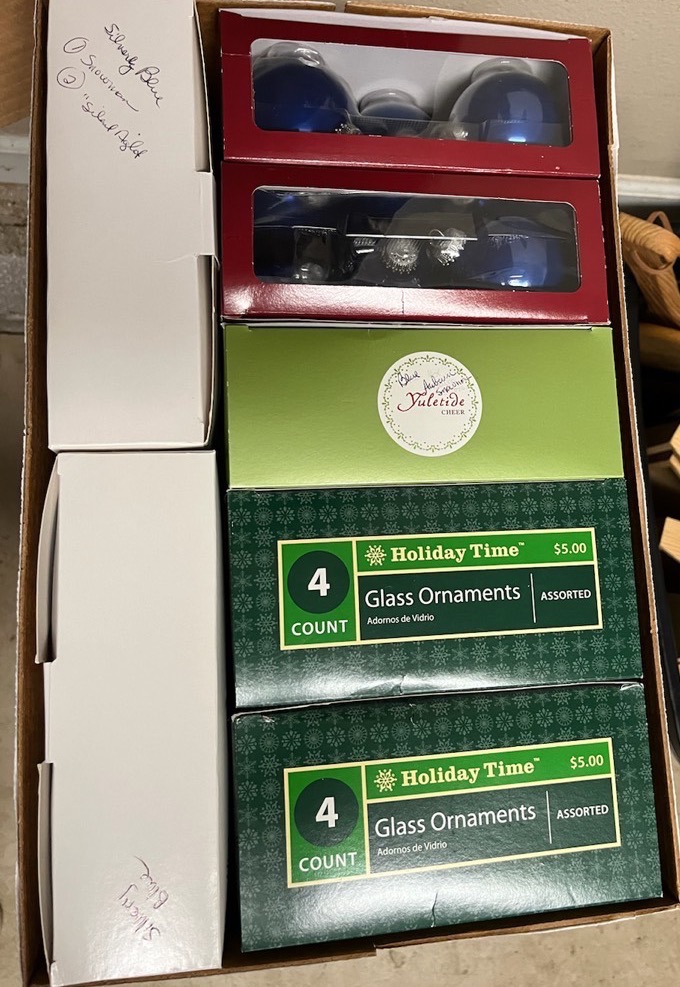 Silvery Blue
① Snowman
② "Silent Night
Blue
Yuletide
CHEER
4
COUNT
Holiday Time™
$5.00
Glass Ornaments
ASSORTED
Adornos de Vidrio
4
COUNT
Holiday Time™
$5.00
Glass Ornaments
ASSORTED
Adornos de Vidrio
Silvery
Blue